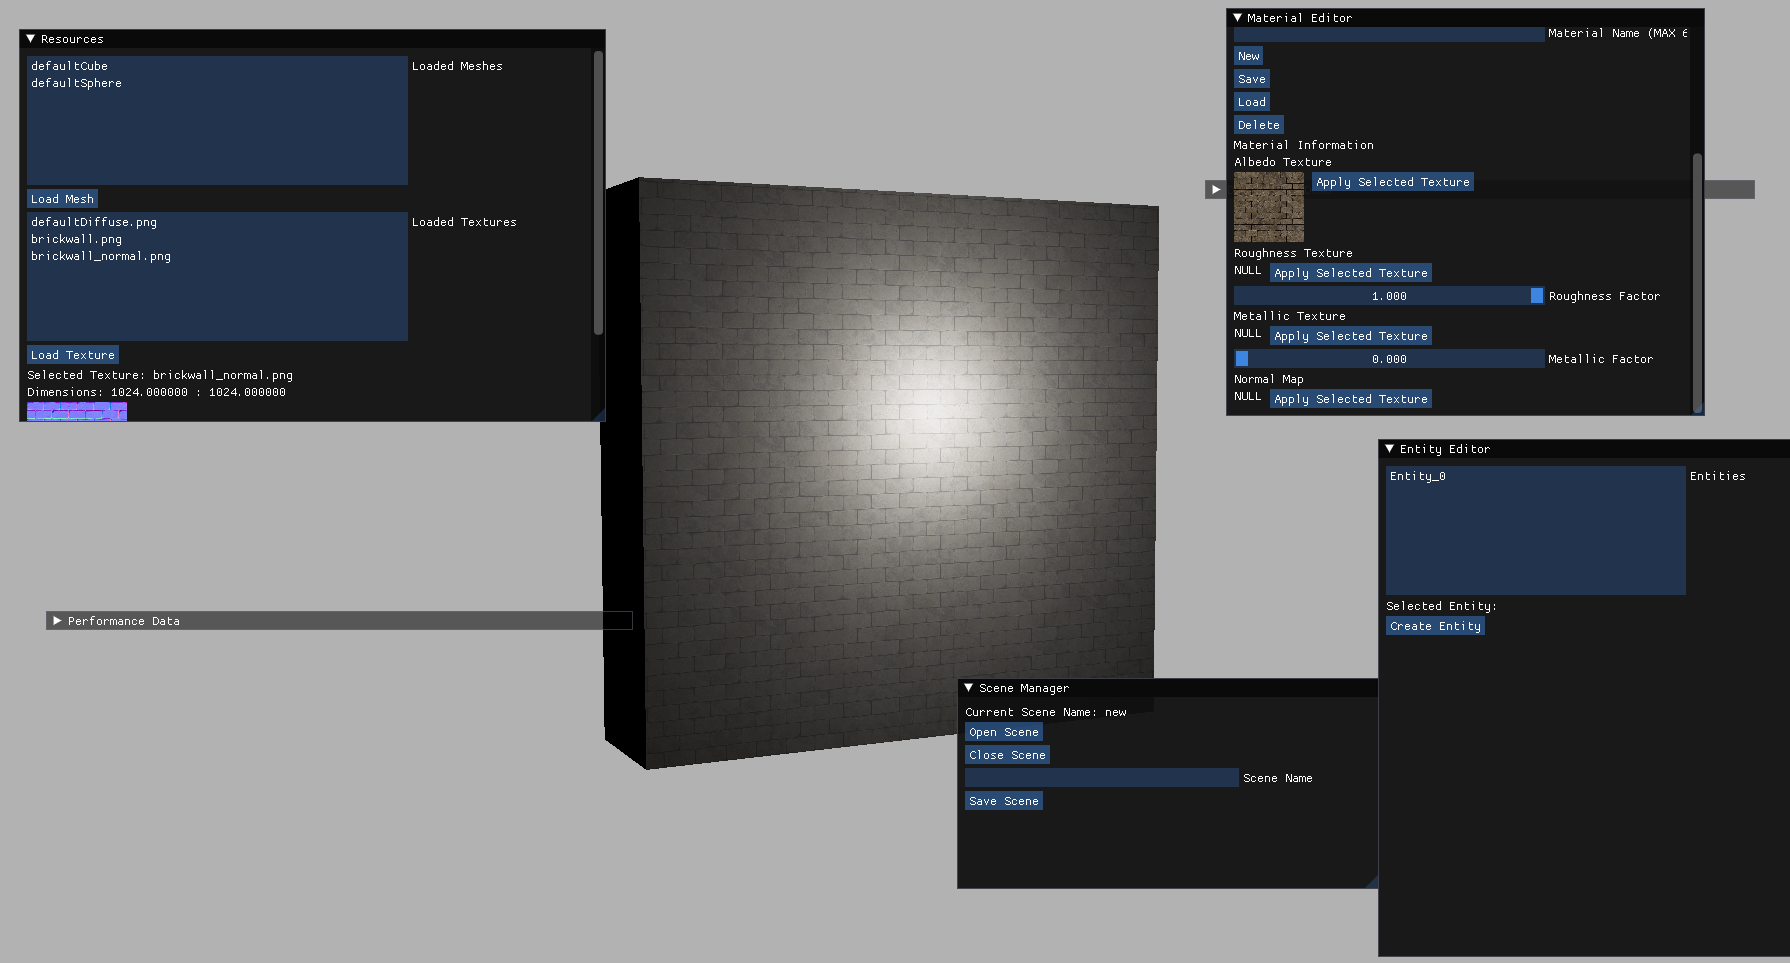 Resources
defaultCube
defaultSphere
Loaded Meshes
Load Mesh
defaultDiffuse.png
brickwall.png
brickwall_normal.png
Loaded Textures
Load Texture
Selected Texture: brickwall_normal.png
Dimensions: 1024.000000 : 1024.000000
Performance Data
Material Editor
Material Name (MAX
New
Save
Load
Delete
Material Information
Albedo Texture
Apply Selected Texture
Roughness Texture
NULL Apply Selected Texture
1.000 Roughness Factor
Metallic Texture
NULL Apply Selected Texture
0.000 Metallic Factor
Normal Map
NULL Apply Selected Texture
Entity Editor
Entity_0
Entities
Selected Entity:
Create Entity
Scene Manager
Current Scene Name: new
Open Scene
Close Scene
Scene Name
Save Scene